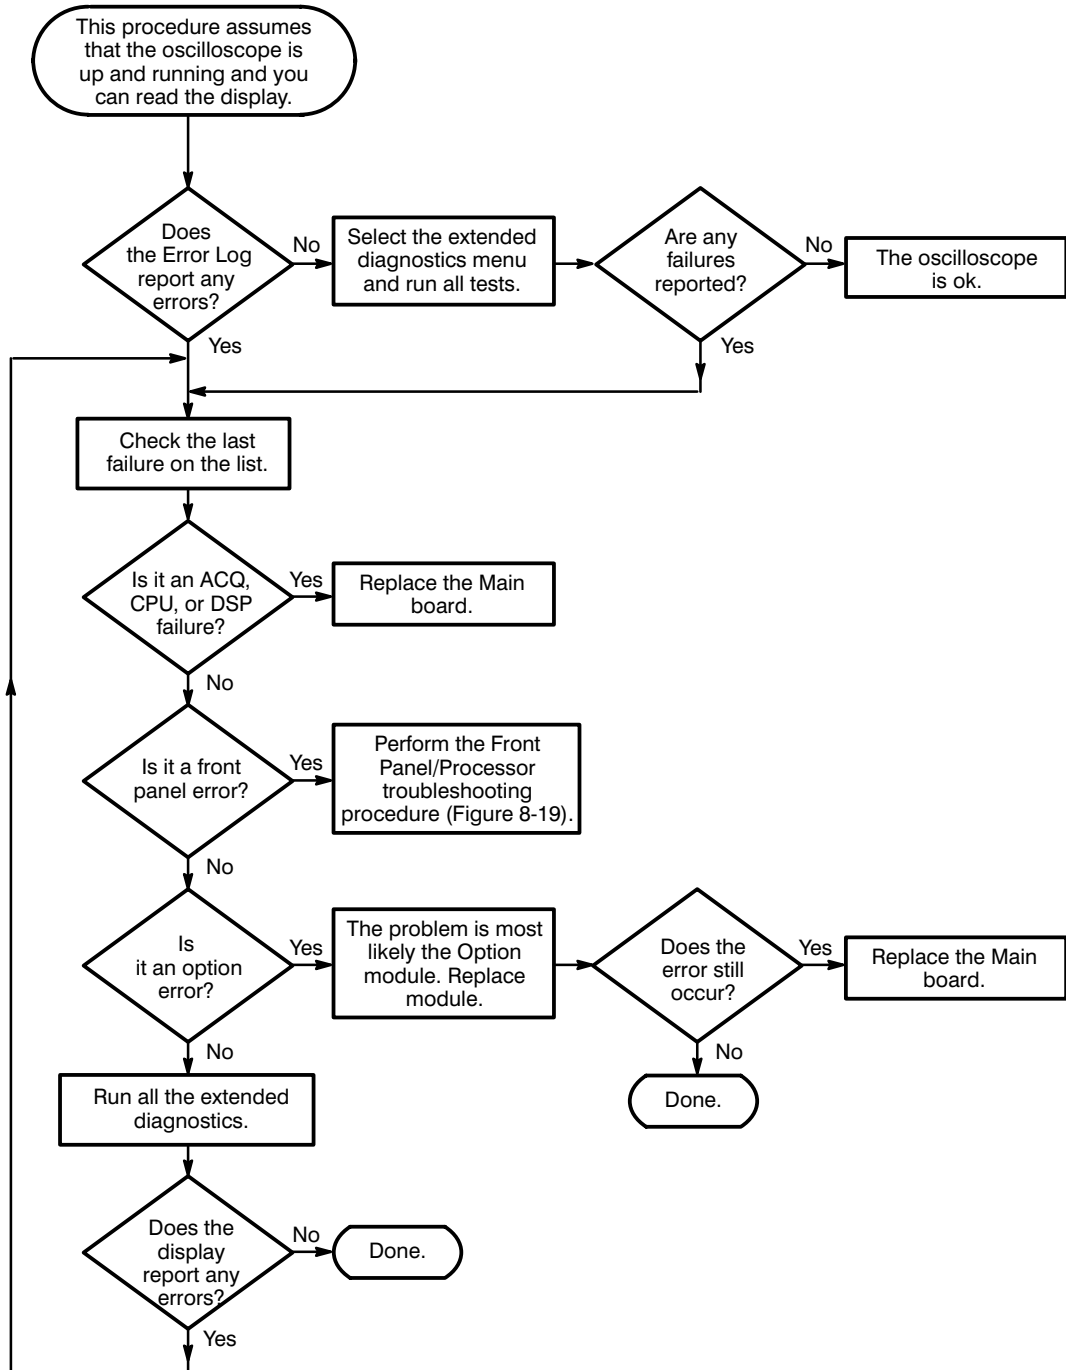 This procedure assumes
that the oscilloscope is
up and running and you
can read the display.
Does
the Error Log
report any
errors?
No
Yes
Select the extended
diagnostics menu
and run all tests.
Are any
failures
reported?
No
Yes
The oscilloscope
is ok.
Check the last
failure on the list.
Is it an ACQ,
CPU, or DSP
failure?
Yes
No
Replace the Main
board.
Is it a front
panel error?
Yes
No
Perform the Front
Panel/Processor
troubleshooting
procedure (Figure 8-19).
Is
it an option
error?
Yes
No
The problem is most
likely the Option
module. Replace
module.
Does the
error still
occur?
Yes
No
Replace the Main
board.
Done.
Run all the extended
diagnostics.
Does the
display
report any
errors?
No
Yes
Done.